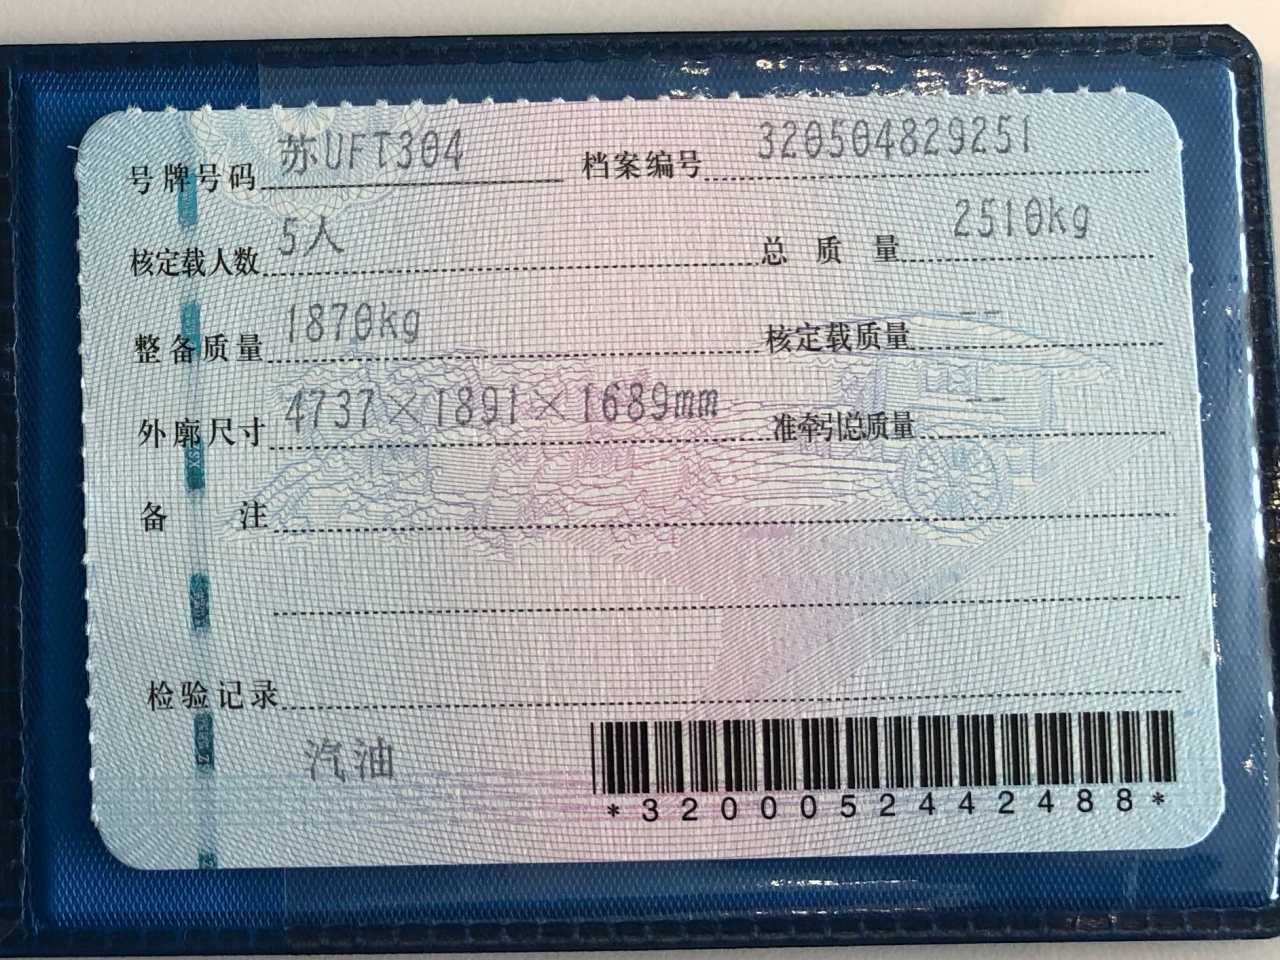 号牌号码 苏UFT304 档案编号 320504829251
核定载人数 5人 总质量 2510kg
整备质量 1870kg 核定载质量 --
外廓尺寸 4737×1891×1689mm 准牵引总质量 --
备注
检验记录
汽油
*3200052442488*